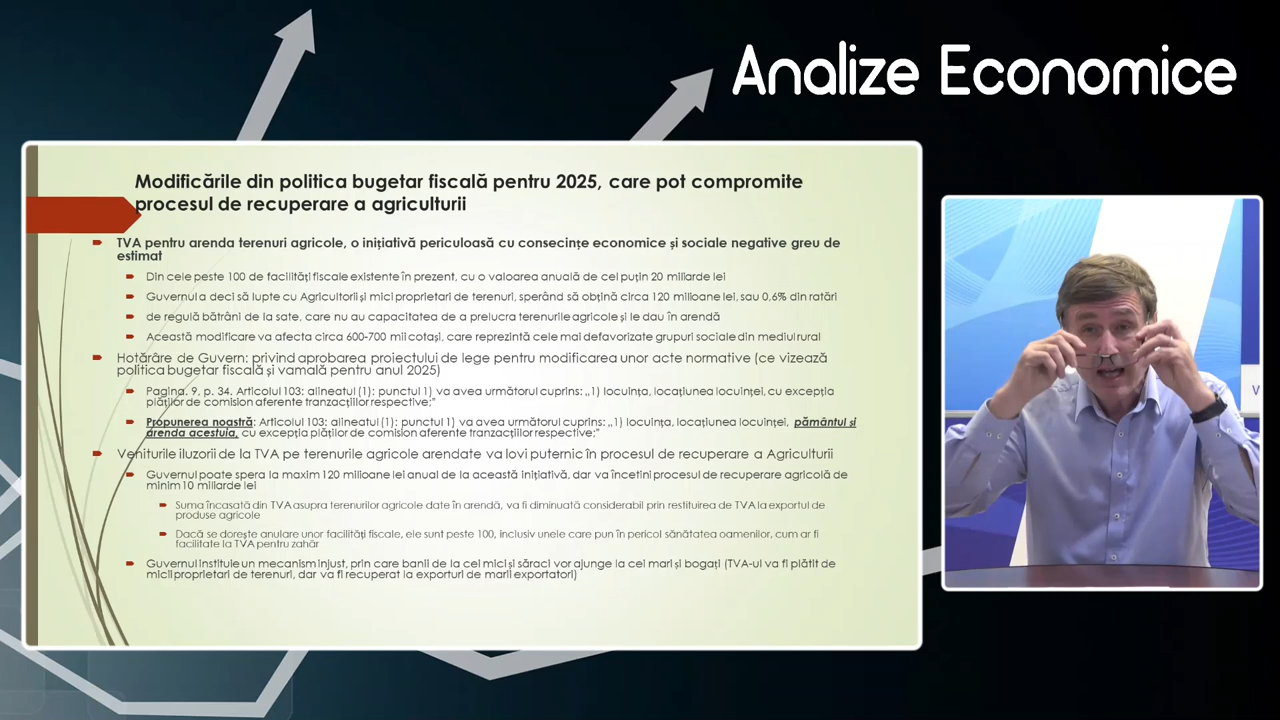 Analize Economice
Modificările din politica bugetar fiscală pentru 2025, care pot compromite
procesul de recuperare a agriculturii
TVA pentru arenda terenuri agricole, o inițiativă periculoasă cu consecințe economice și sociale negative greu de
estimat
Din cele peste 100 de facilități fiscale existente în prezent, cu o valoarea anuală de cel puțin 20 miliarde lei
Guvernul a deci să lupte cu Agricultorii și mici proprietari de terenuri, sperând să obțină circa 120 milioane lei, sau 0,6% din ratări
de regulă bătrâni de la sate, care nu au capacitatea de a prelucra terenurile agricole și le dau în arendă
Această modificare va afecta circa 600-700 mii cotași, care reprezintă cele mai defavorizate grupuri sociale din mediul rural
Hotărâre de Guvern: privind aprobarea proiectului de lege pentru modificarea unor acte normative (ce vizează
politica bugetar fiscală și vamală pentru anul 2025)
Pagina. 9, p. 34. Articolul 103: alineatul (1): punctul 1) va avea următorul cuprins: „1) locuința, locațiunea locuinței, cu excepția
plăților de comision aferente tranzacțiilor respective;”
Propunerea noastră: Articolul 103: alineatul (1): punctul 1) va avea următorul cuprins: „1) locuința, locațiunea locuinței, pământul și
arenda acestuia, cu excepția plăților de comision aferente tranzacțiilor respective;”
Veniturile iluzorii de la TVA pe terenurile agricole arendate va lovi puternic în procesul de recuperare a Agriculturii
Guvernul poate spera la maxim 120 milioane lei anual de la această inițiativă, dar va încetini procesul de recuperare agricolă de
minim 10 miliarde lei
Suma încasată din TVA asupra terenurilor agricole date în arendă, va fi diminuată considerabil prin restituirea de TVA la exportul de
produse agricole
Dacă se dorește anulare unor facilități fiscale, ele sunt peste 100, inclusiv unele care pun în pericol sănătatea oamenilor, cum ar fi
facilitate la TVA pentru zahăr
Guvernul instituie un mecanism injust, prin care banii de la cei mici și săraci vor ajunge la cei mari și bogați (TVA-ul va fi plătit de
micii proprietari de terenuri, dar va fi recuperat la exporturi de marii exportatori)
V